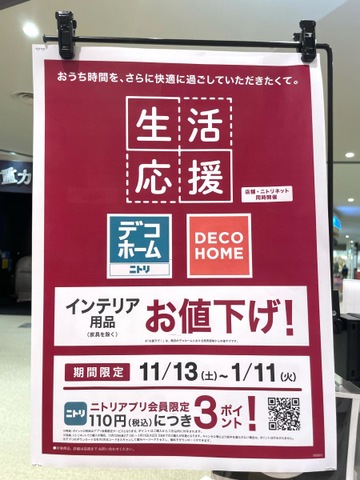 おうち時間を、さらに快適に過ごしていただきたくて。
生活
応援
店舗・ニトリネット
同時開催
デコ
ホーム
ニトリ
DECO
HOME
インテリア
用品
(家具を除く)
お値下げ!
期間限定 11/13(土)~1/11(火)
ニトリ
ニトリアプリ会員限定
110円(税込)につき
3ポイント!